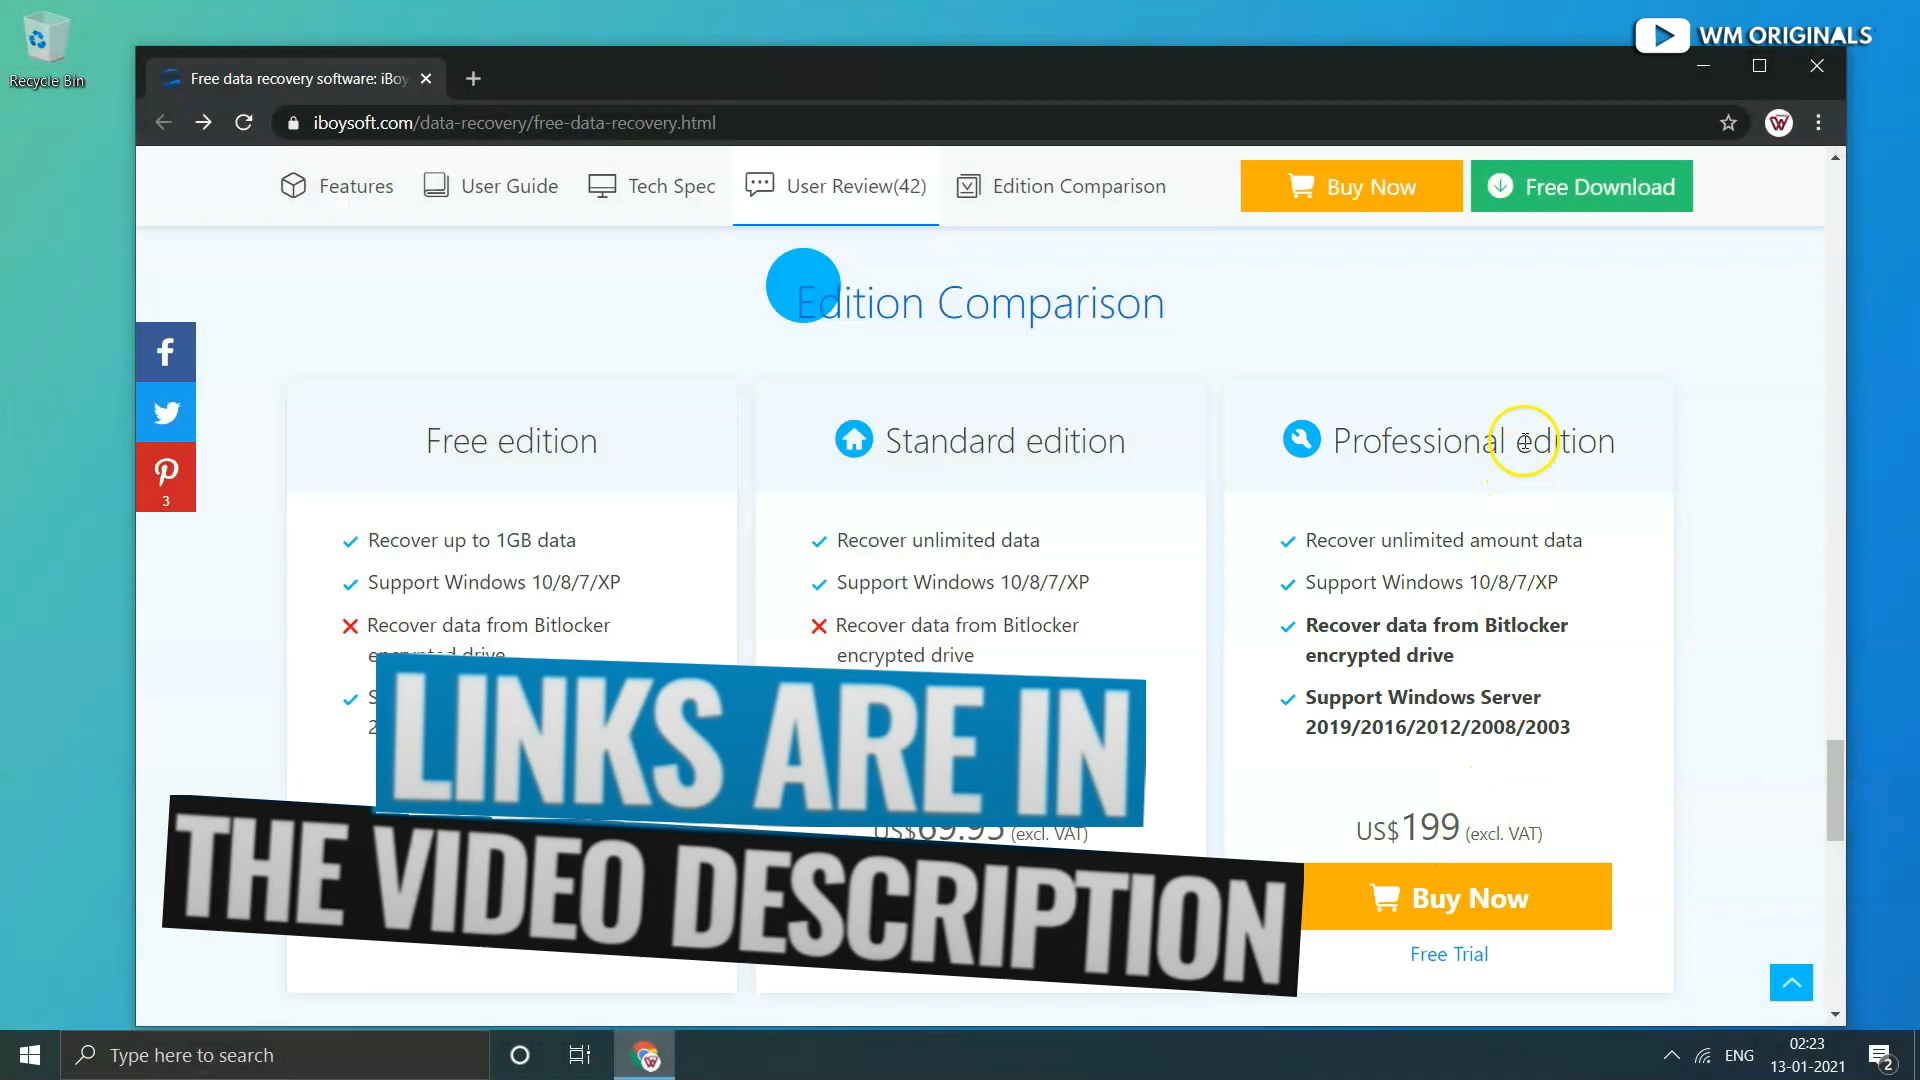 Recycle Bin
WM ORIGINALS
Free data recovery software: iBoy
iboysoft.com/data-recovery/free-data-recovery.html
Features
User Guide
Tech Spec
User Review(42)
Edition Comparison
Buy Now
Free Download
Edition Comparison
3
Free edition
Recover up to 1GB data
Support Windows 10/8/7/XP
Recover data from Bitlocker
encrypted drive
S
2
Standard edition
Recover unlimited data
Support Windows 10/8/7/XP
Recover data from Bitlocker
encrypted drive
US$69.95 (excl. VAT)
Professional edition
Recover unlimited amount data
Support Windows 10/8/7/XP
Recover data from Bitlocker
encrypted drive
Support Windows Server
2019/2016/2012/2008/2003
US$199 (excl. VAT)
Buy Now
Free Trial
LINKS ARE IN
THE VIDEO DESCRIPTION
Type here to search
ENG
02:23
13-01-2021
2